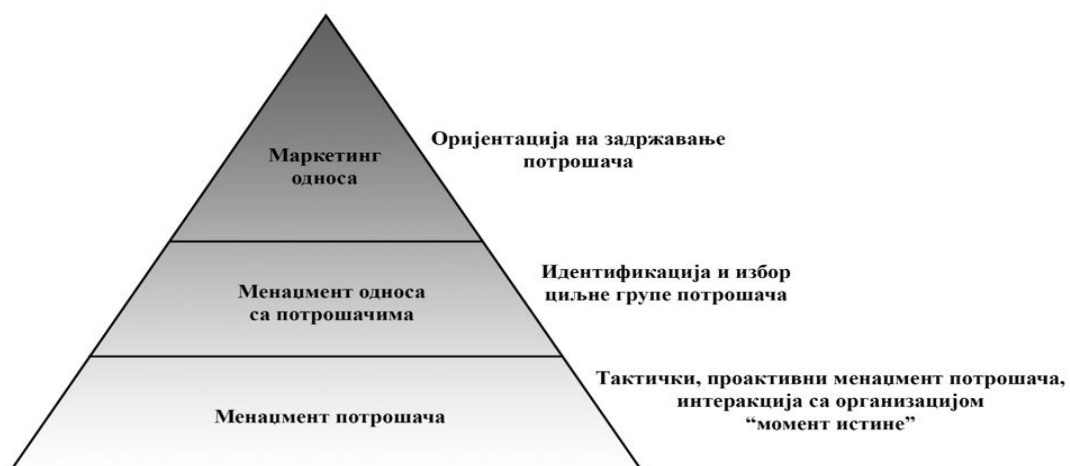 Маркетинг
односа
Оријентација на задржавање
потрошача
Менаџмент односа
са потрошачима
Идентификација и избор
циљне групе потрошача
Менаџмент потрошача
Тактички, проактивни менаџмент потрошача,
интеракција са организацијом
“момент истине”